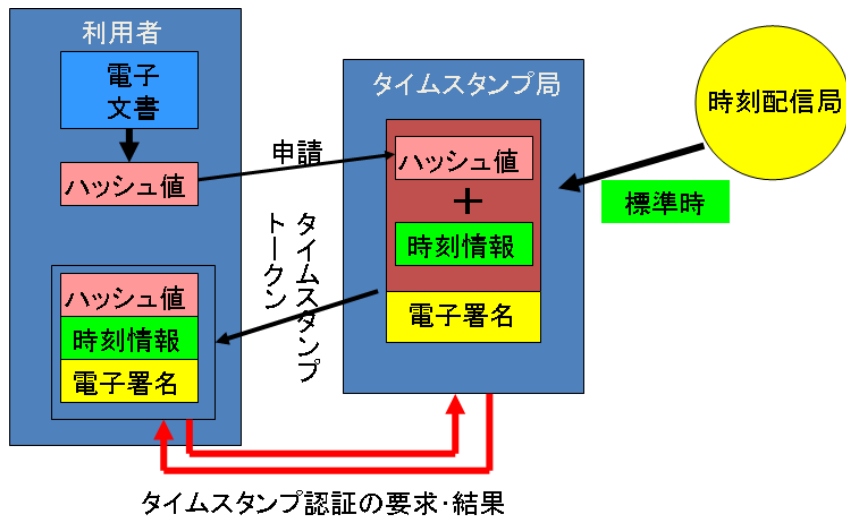 利用者
電子
文書
ハッシュ値
申請
タイムスタンプ局
ハッシュ値
+
時刻情報
電子署名
時刻配信局
標準時
タイムスタンプ
トークン
ハッシュ値
時刻情報
電子署名
タイムスタンプ認証の要求・結果